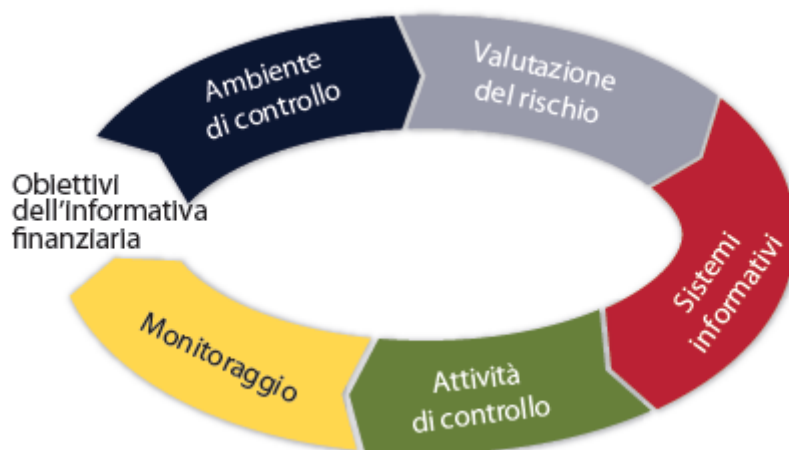 Ambiente
di controllo
Valutazione
del rischio
Sistemi
informativi
Attività
di controllo
Monitoraggio
Obiettivi
dell'informativa
finanziaria